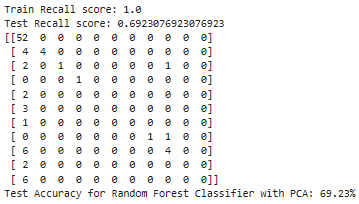 Train Recall score: 1.0
Test Recall score: 0.6923076923076923
[[52 0 0 0 0 0 0 0 0 0 0]
[ 4 4 0 0 0 0 0 0 0 0 0]
[ 2 0 1 0 0 0 0 0 1 0 0]
[ 0 0 0 1 0 0 0 0 0 0 0]
[ 2 0 0 0 0 0 0 0 0 0 0]
[ 3 0 0 0 0 0 0 0 0 0 0]
[ 1 0 0 0 0 0 0 0 0 0 0]
[ 0 0 0 0 0 0 0 1 1 0 0]
[ 6 0 0 0 0 0 0 0 4 0 0]
[ 2 0 0 0 0 0 0 0 0 0 0]
[ 6 0 0 0 0 0 0 0 0 0 0]]
Test Accuracy for Random Forest Classifier with PCA: 69.23%